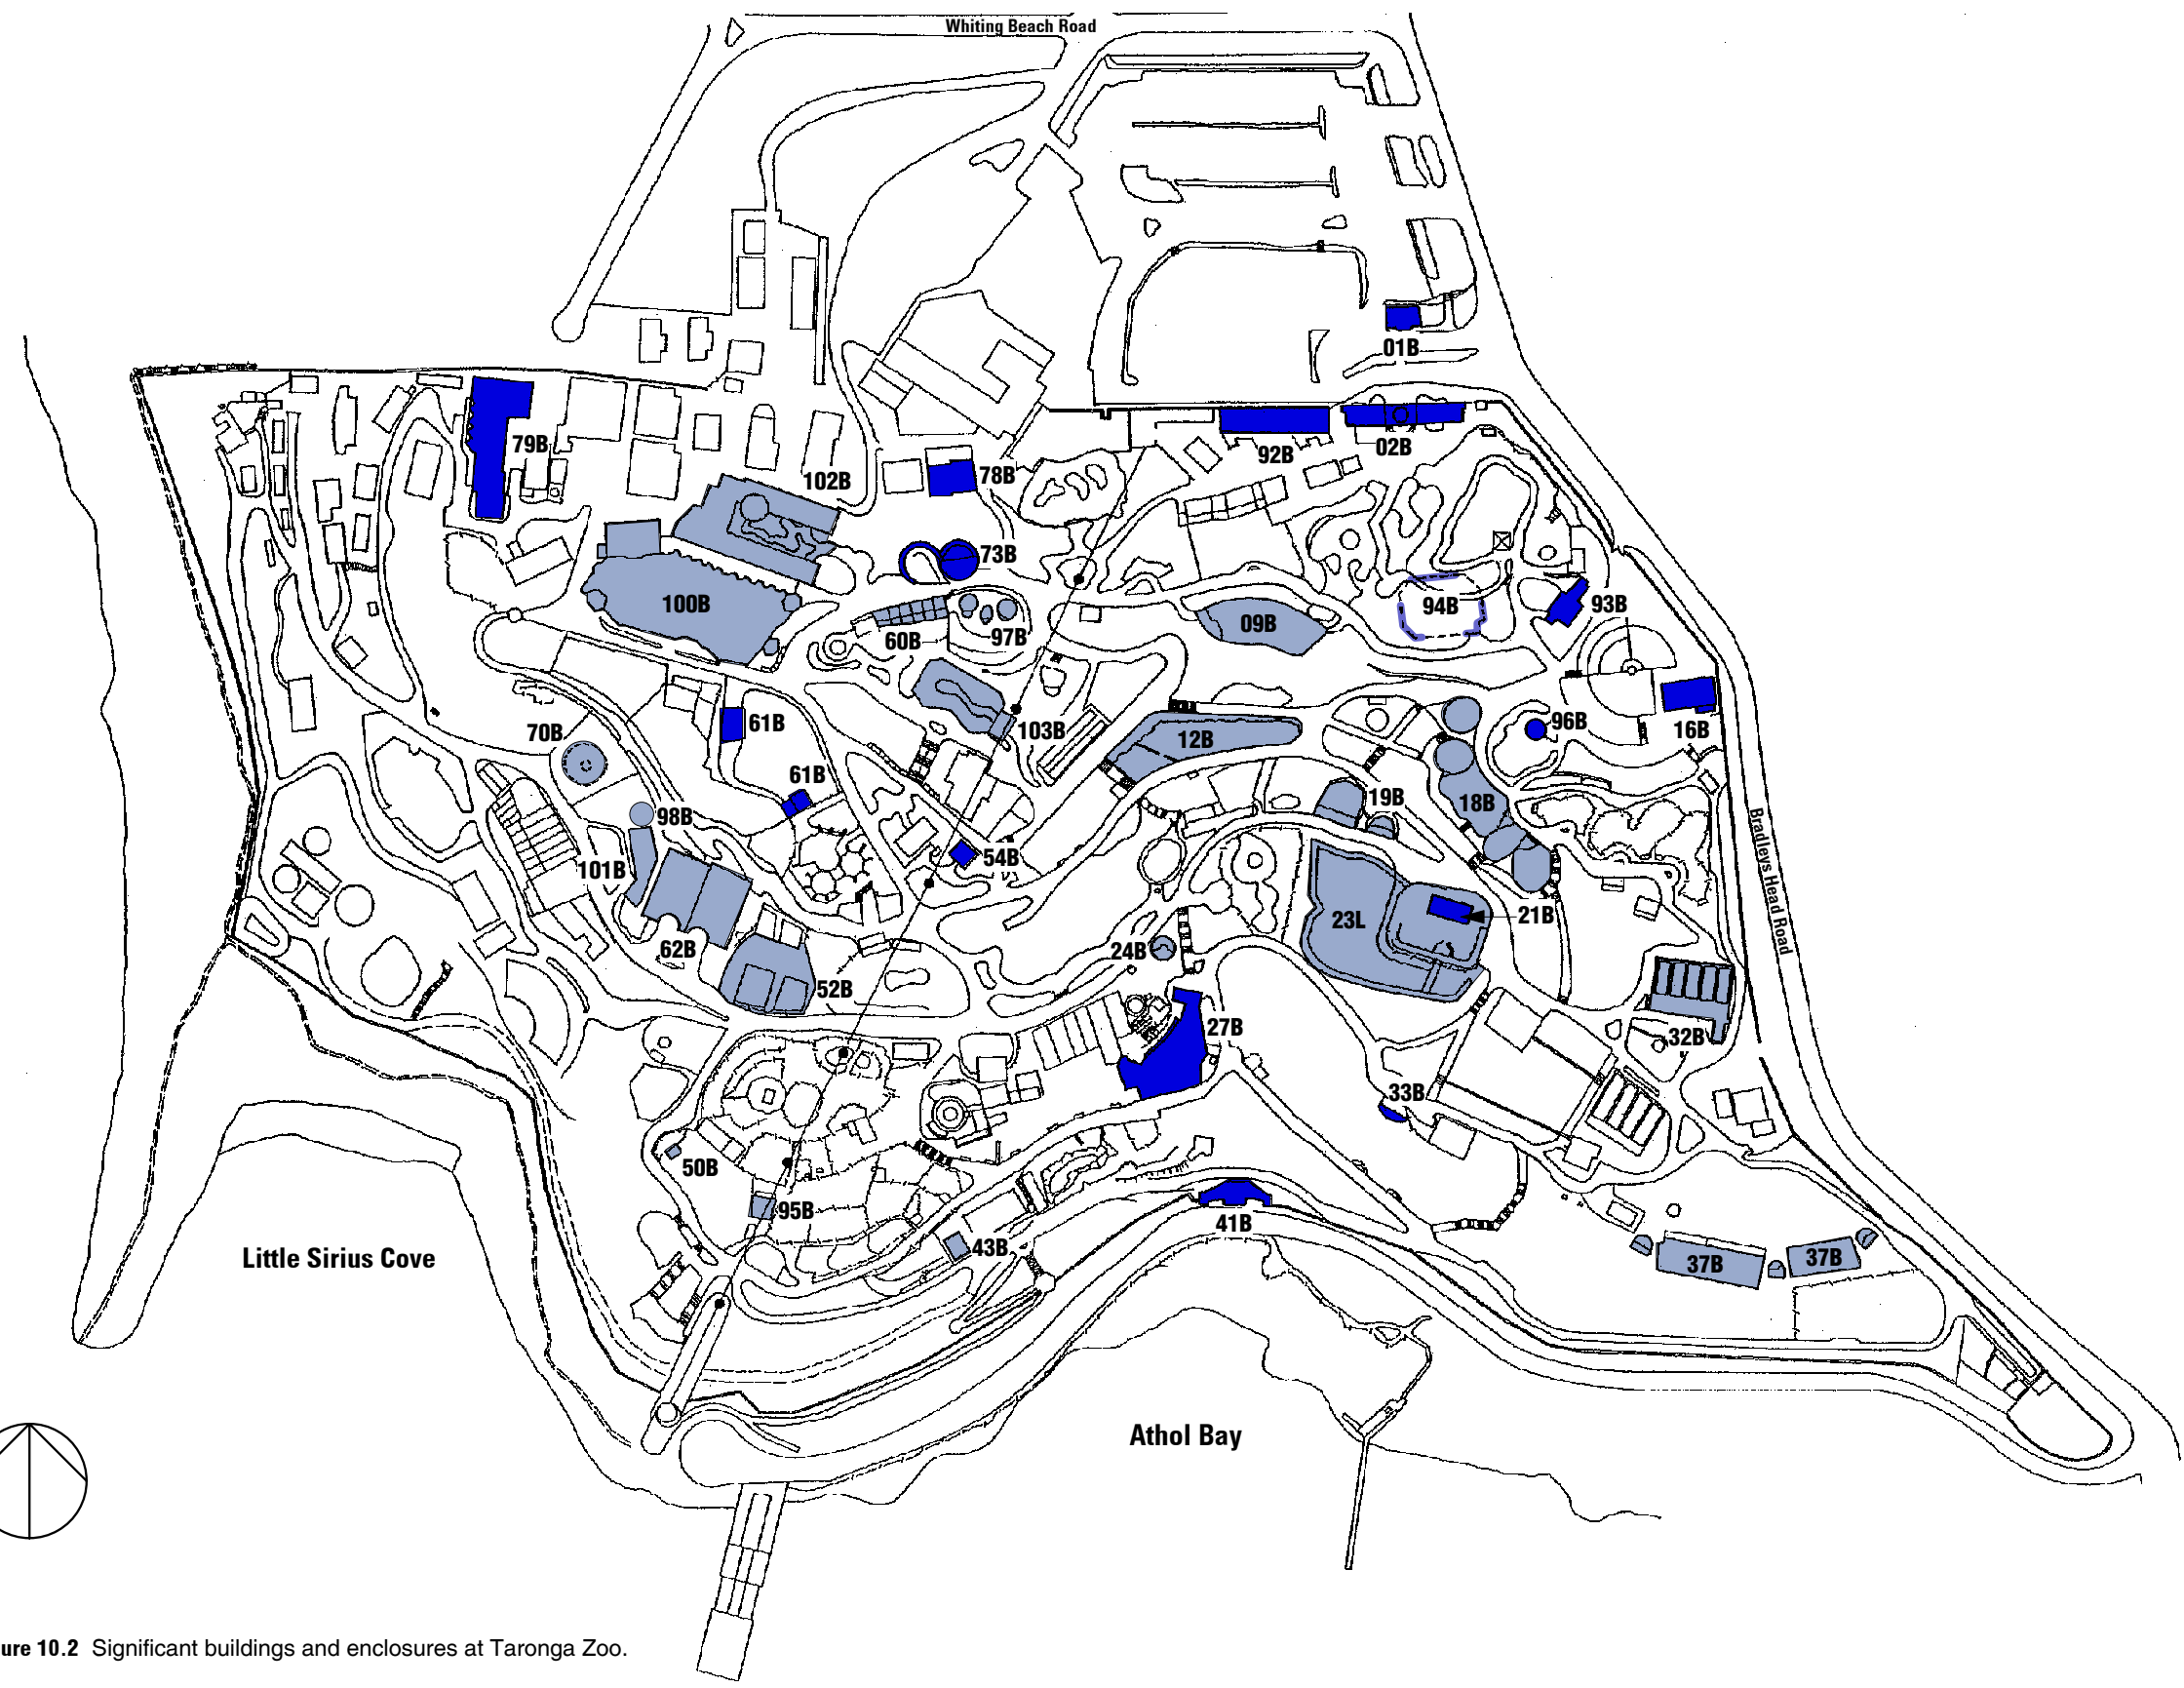 Whiting Beach Road
01B
02B
92B
79B
78B
102B
73B
100B
94B
93B
09B
60B
97B
61B
70B
103B
12B
96B
16B
61B
19B
18B
98B
54B
101B
Bradleys Head Road
23L
21B
62B
24B
52B
27B
32B
33B
50B
95B
41B
43B
37B
37B
Little Sirius Cove
Athol Bay
ure 10.2 Significant buildings and enclosures at Taronga Zoo.